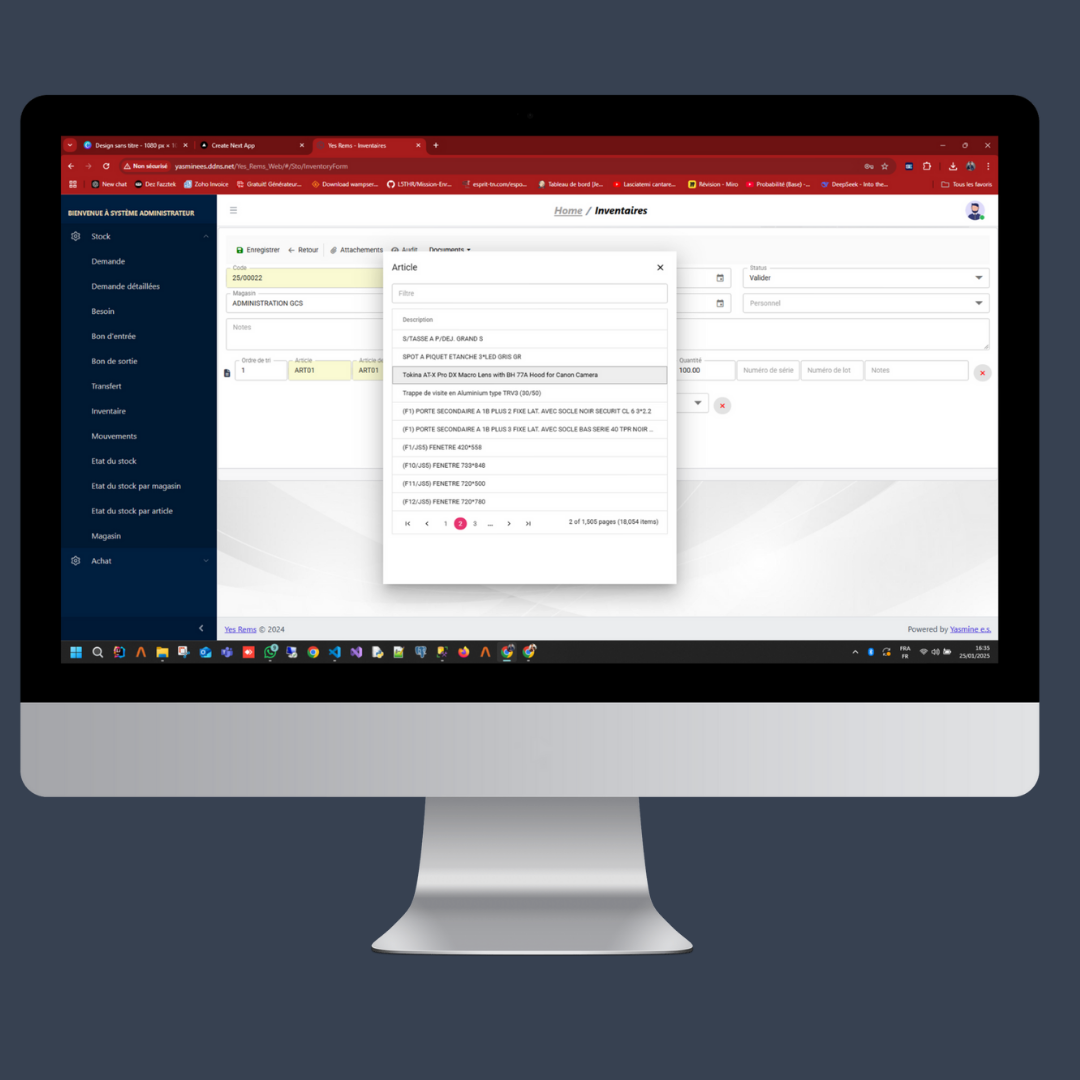 Design sans titre - 1080 px × 1
Create Next App
Yes Rems - Inventaires
Non sécurisé yasminees.ddns.net/Yes_Rems_Web/#/Sto/InventoryForm
New chat
Dez Fazztek
Zoho Invoice
Gratuit Générateur...
Download wampser...
L5THR/Mission-Enc...
esprit-tn.com/espo...
Tableau de bord (Je...
Lasciatemi cantare...
Révision - Miro
Probabilité (Base) -...
DeepSeek - Into the...
Tous les favoris
BIENVENUE À SYSTÈME ADMINISTRATEUR
Stock
Demande
Demande détaillées
Besoin
Bon d'entrée
Bon de sortie
Transfert
Inventaire
Mouvements
Etat du stock
Etat du stock par magasin
Etat du stock par article
Magasin
Achat
Home / Inventaires
Enregistrer
Retour
Attachements
Audit
Documents
Code
25/00022
Status
Valider
Magasin
ADMINISTRATION GCS
Personnel
Notes
Ordre de tri
1
Article
ART01
Article de
ART01
Quantité
100.00
Numéro de série
Numéro de lot
Notes
Article
Filtre
Description
S/TASSE A P/DEJ. GRAND S
SPOT A PIQUET ETANCHE 3*LED GRIS GR
Tokina AT-X Pro DX Macro Lens with BH 77A Hood for Canon Camera
Trappe de visite en Aluminium type TRV3 (30/50)
(F1) PORTE SECONDAIRE A 1B PLUS 2 FIXE LAT. AVEC SOCLE NOIR SECURIT CL 6 3*2.2
(F1) PORTE SECONDAIRE A 1B PLUS 3 FIXE LAT. AVEC SOCLE BAS SERIE 40 TPR NOIR ...
(F1/JS5) FENETRE 420*558
(F10/JS5) FENETRE 733*848
(F11/JS5) FENETRE 720*500
(F12/JS5) FENETRE 720*780
1 2 3 ...
2 of 1,505 pages (18,054 items)
Yes Rems © 2024
Powered by Yasmine e.s.
FRA
FR
16:35
25/01/2025